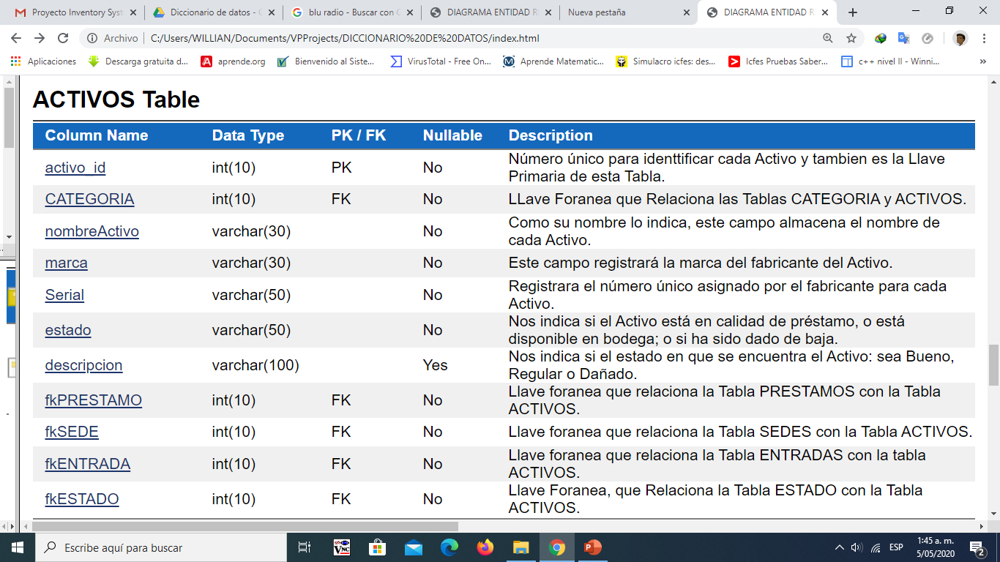 Proyecto Inventory Syst
Diccionario de datos - G
blu radio - Buscar con G
DIAGRAMA ENTIDAD R
Nueva pestaña
DIAGRAMA ENTIDAD R
Archivo
C:/Users/WILLIAN/Documents/VPProjects/DICCIONARIO%20DE%20DATOS/index.html
Aplicaciones
Descarga gratuita d...
aprende.org
Bienvenido al Siste...
VirusTotal - Free On...
Aprende Matematic...
Simulacro icfes: des...
Icfes Pruebas Saber...
c++ nivel II - Winni...
»
ACTIVOS Table
Column Name Data Type PK / FK Nullable Description
activo_id int(10) PK No Número único para identtificar cada Activo y tambien es la Llave
Primaria de esta Tabla.
CATEGORIA int(10) FK No LLave Foranea que Relaciona las Tablas CATEGORIA y ACTIVOS.
nombreActivo varchar(30) No Como su nombre lo indica, este campo almacena el nombre de
cada Activo.
marca varchar(30) No Este campo registrará la marca del fabricante del Activo.
Serial varchar(50) No Registrara el número único asignado por el fabricante para cada
Activo.
estado varchar(50) No Nos indica si el Activo está en calidad de préstamo, o está
disponible en bodega; o si ha sido dado de baja.
descripcion varchar(100) Yes Nos indica si el estado en que se encuentra el Activo: sea Bueno,
Regular o Dañado.
fkPRESTAMO int(10) FK No Llave foranea que relaciona la Tabla PRESTAMOS con la Tabla
ACTIVOS.
fkSEDE int(10) FK No Llave foranea que relaciona la Tabla SEDES con la Tabla ACTIVOS.
fkENTRADA int(10) FK No Llave foranea que relaciona la Tabla ENTRADAS con la tabla
ACTIVOS.
fkESTADO int(10) FK No Llave Foranea, que Relaciona la Tabla ESTADO con la Tabla
ACTIVOS.
Escribe aquí para buscar
VNC
ESP
1:45 a. m.
5/05/2020
2